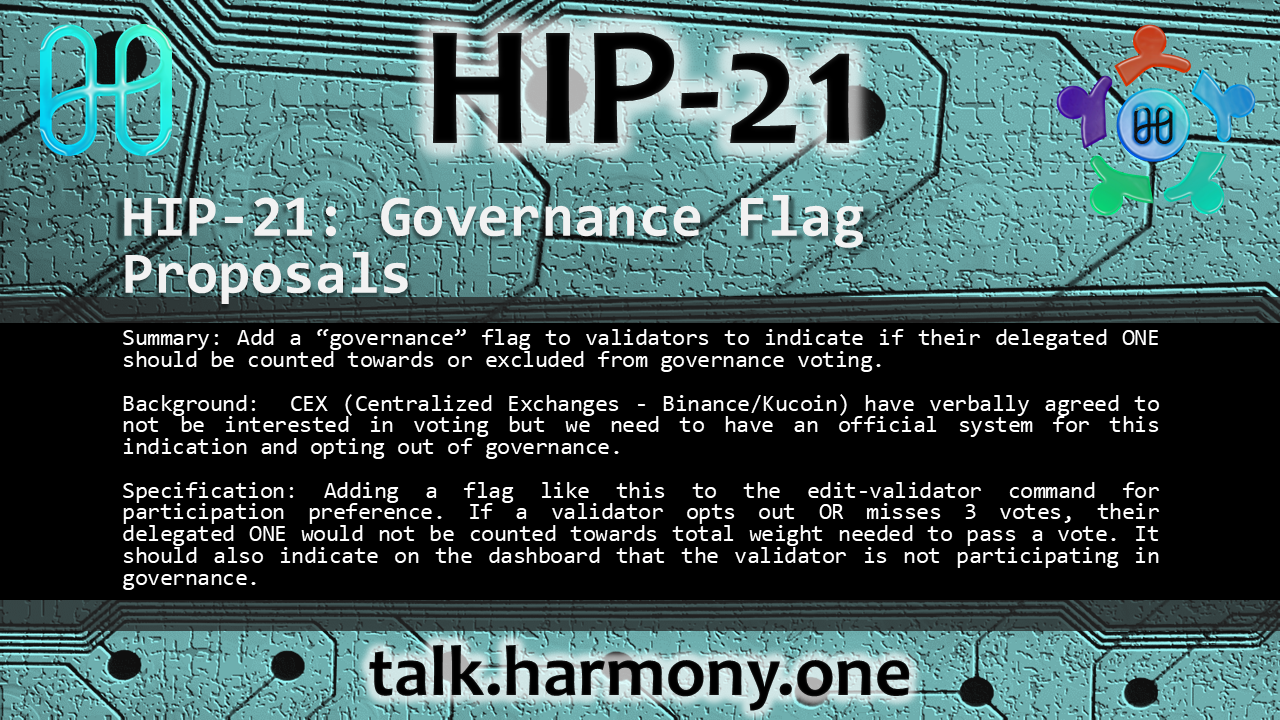 HIP-21
HIP-21: Governance Flag
Proposals
Summary: Add a “governance” flag to validators to indicate if their delegated ONE
should be counted towards or excluded from governance voting.
Background:  CEX (Centralized Exchanges - Binance/Kucoin) have verbally agreed to
not be interested in voting but we need to have an official system for this
indication and opting out of governance.
Specification: Adding a flag like this to the edit-validator command for
participation preference. If a validator opts out OR misses 3 votes, their
delegated ONE would not be counted towards total weight needed to pass a vote. It
should also indicate on the dashboard that the validator is not participating in
governance.
talk.harmony.one